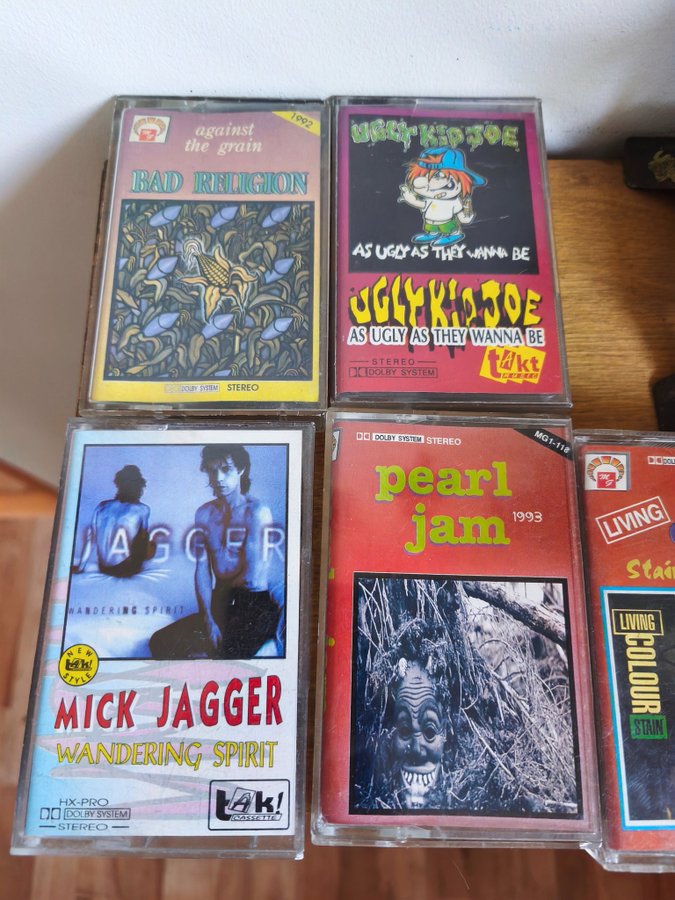 1992
against
the grain
BAD RELIGION
DOLBY SYSTEM STEREO
UGLY KID JOE
AS UGLY AS THEY WANNA BE
UGLY KID JOE
AS UGLY AS THEY WANNA BE
STEREO
DOLBY SYSTEM
takt
MUSIC
JAGGER
WANDERING SPIRIT
NEW
tak!
STYLE
MICK JAGGER
WANDERING SPIRIT
HX-PRO
DOLBY SYSTEM
STEREO
tak!
CASSETTE
DOLBY SYSTEM STEREO
MG1-118
pearl
jam 1993
LIVING
Stai
LIVING
COLOUR
STAIN